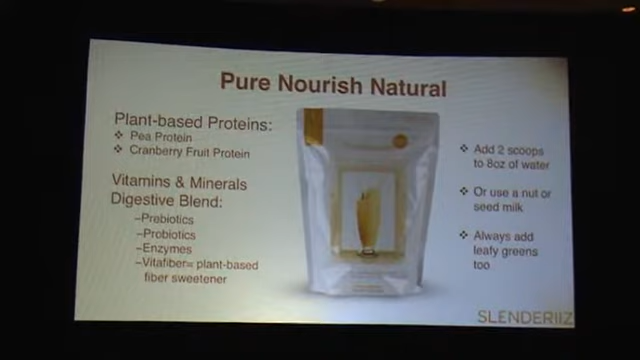 Pure Nourish Natural
Plant-based Proteins:
❖ Pea Protein
❖ Cranberry Fruit Protein
Vitamins & Minerals
Digestive Blend:
–Prebiotics
–Probiotics
–Enzymes
–Vitafiber= plant-based
fiber sweetener
❖ Add 2 scoops
to 8oz of water
❖ Or use a nut or
seed milk
❖ Always add
leafy greens
too
SLENDERIIZ